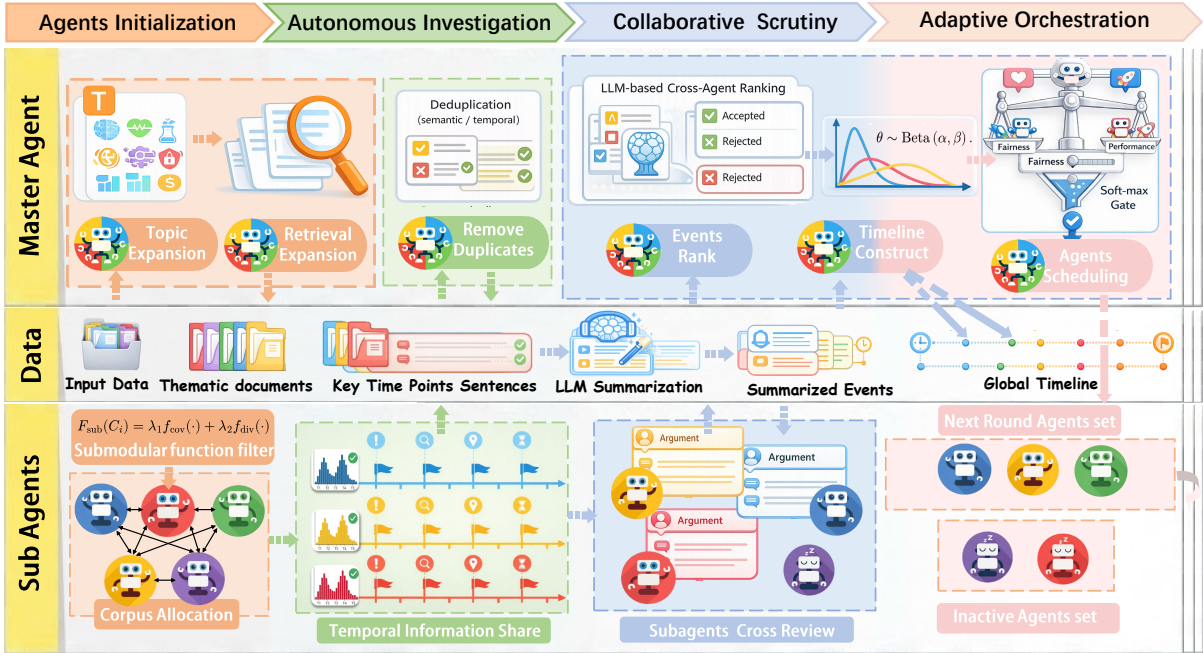 Agents Initialization
Autonomous Investigation
Collaborative Scrutiny
Adaptive Orchestration
Master Agent
T
Topic
Expansion
Retrieval
Expansion
Deduplication
(semantic / temporal)
Remove
Duplicates
LLM-based Cross-Agent Ranking
Accepted
Rejected
Rejected
Events
Rank
θ ~ Beta (α, β) .
Timeline
Construct
Fairness
Performance
Fairness
Soft-max
Gate
Agents
Scheduling
Data
Input Data
Thematic documents
Key Time Points Sentences
LLM Summarization
Summarized Events
Global Timeline
Sub Agents
F_sub(C_i) = λ_1 f_cov(·) + λ_2 f_div(·)
Submodular function filter
Corpus Allocation
Temporal Information Share
Argument
Argument
Argument
Subagents Cross Review
Next Round Agents set
Inactive Agents set